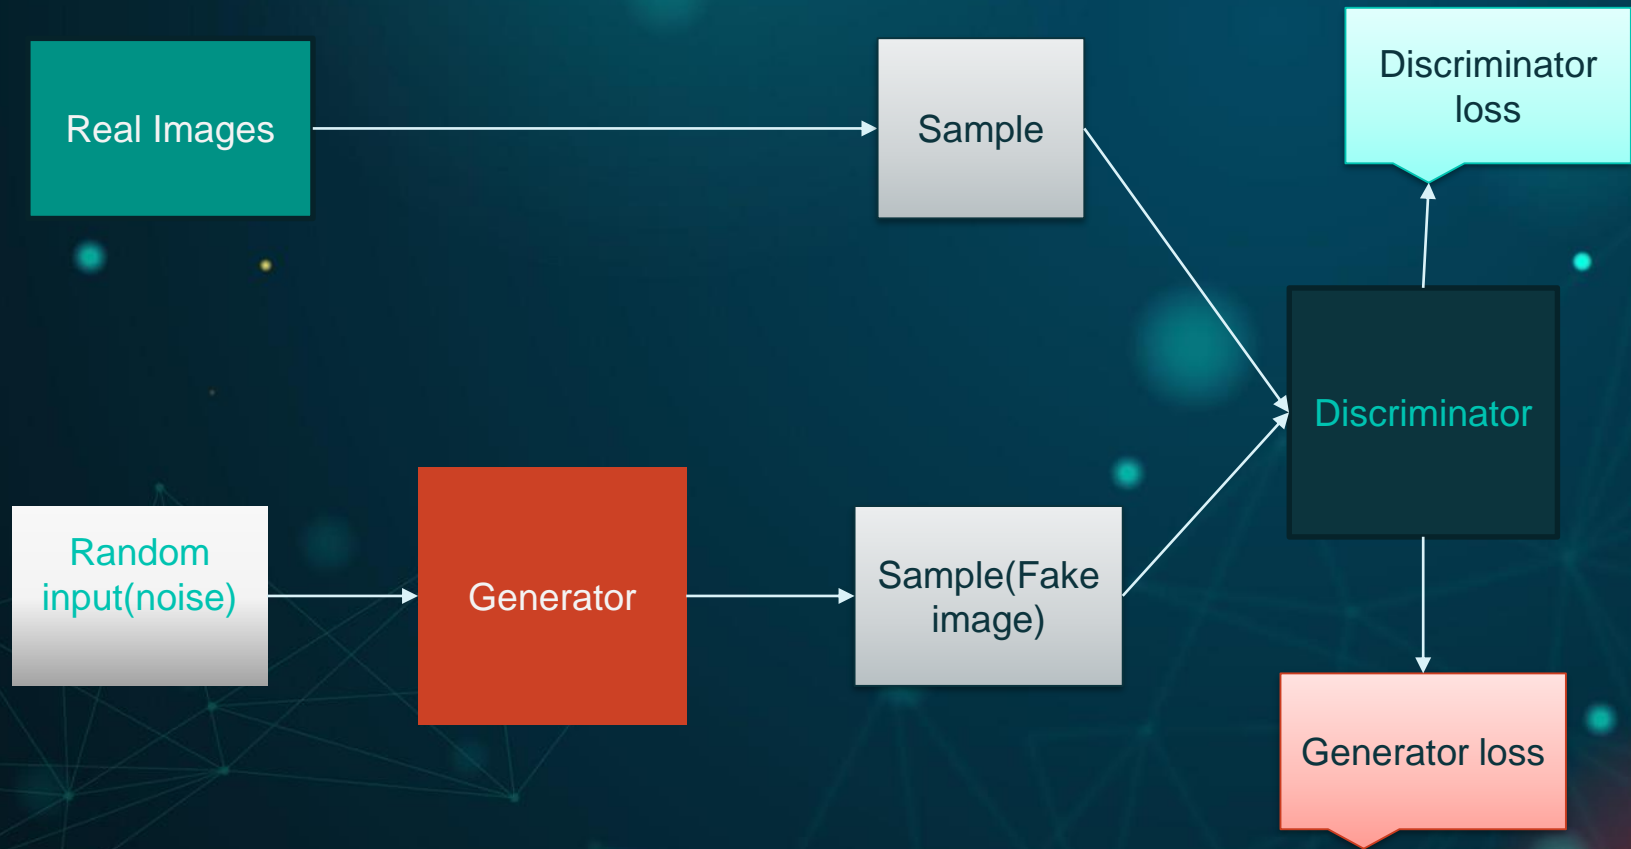 Real Images
Sample
Discriminator
loss
Discriminator
Random
input(noise)
Generator
Sample(Fake
image)
Generator loss